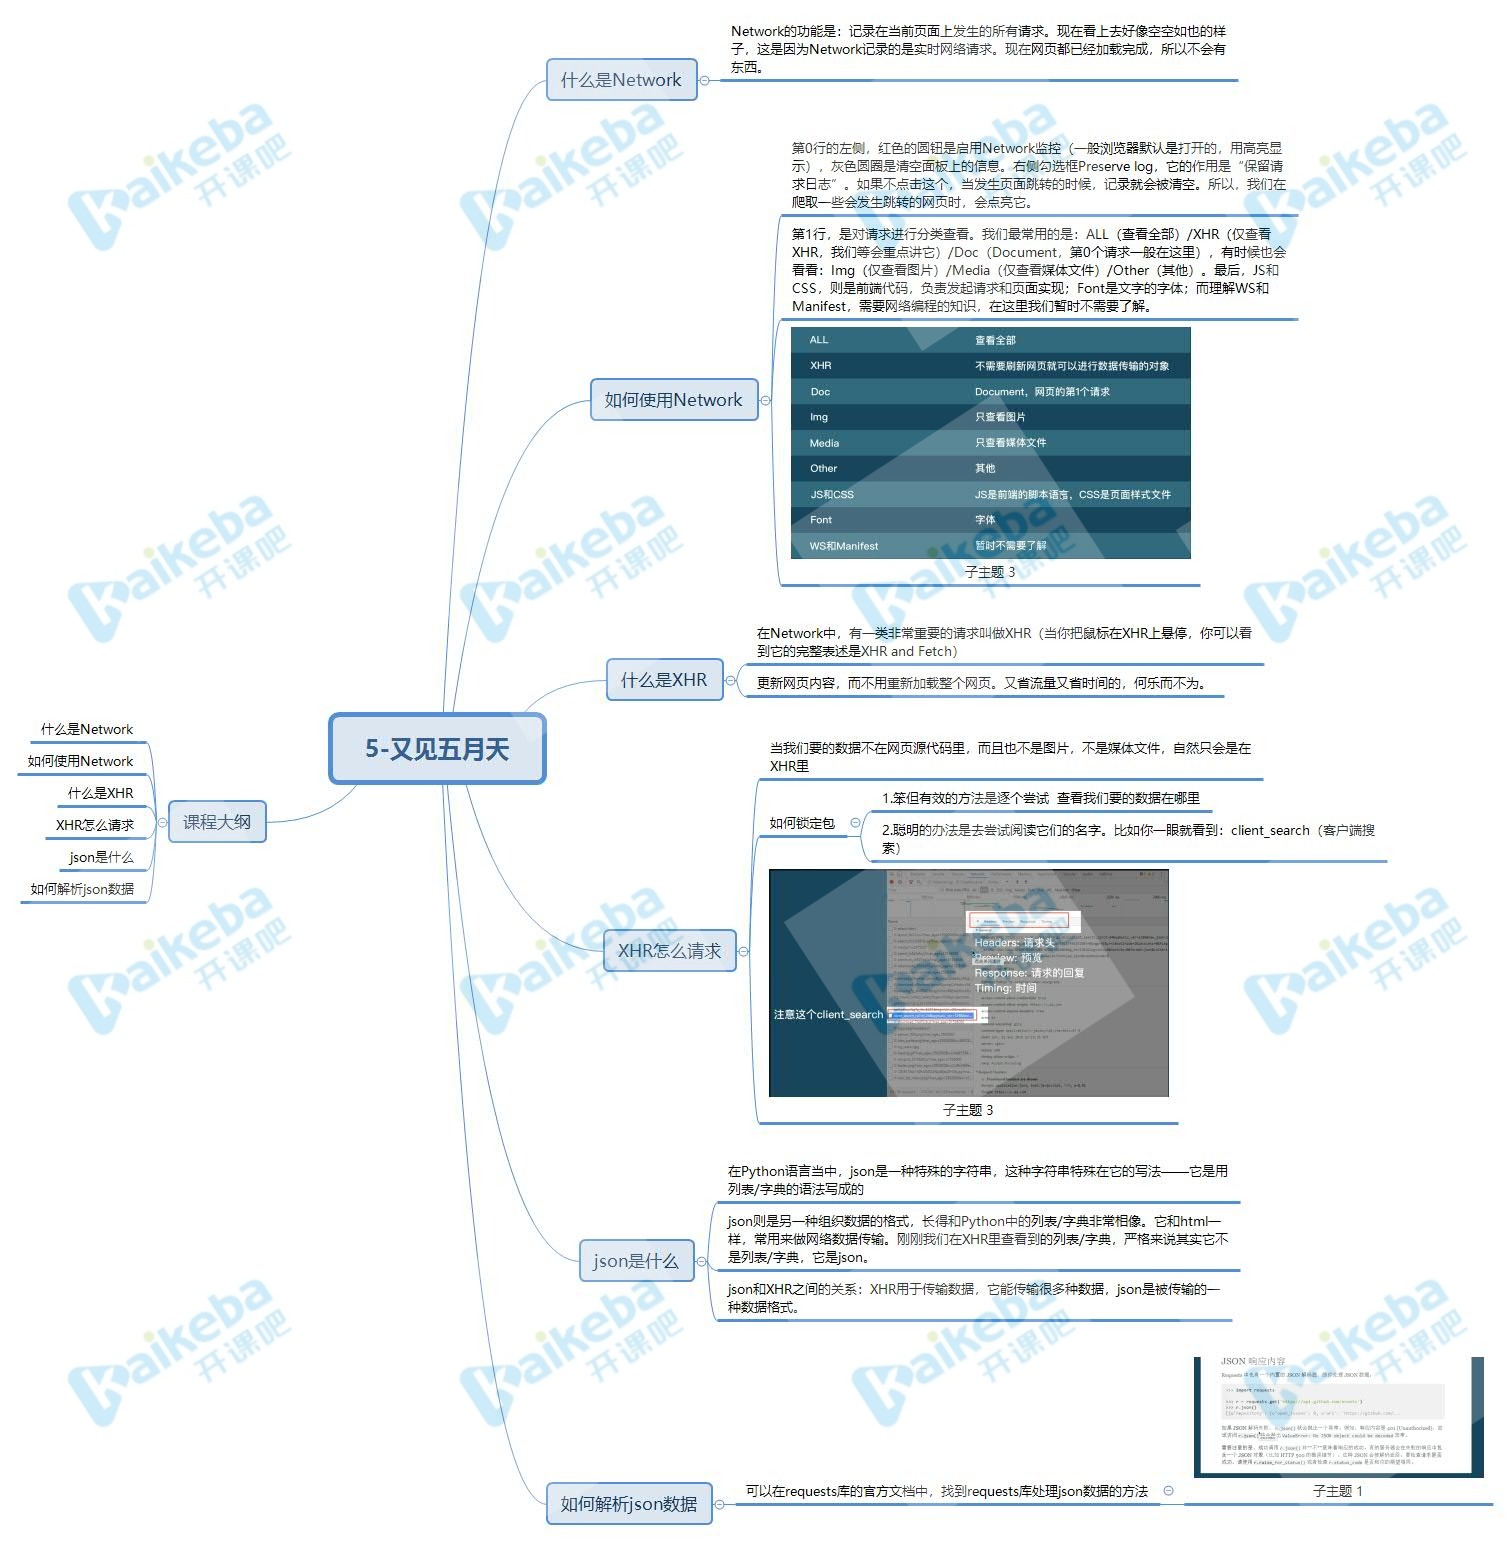 Network的功能是：记录在当前页面上发生的所有请求。现在看上去好像空空如也的样
子，这是因为Network记录的是实时网络请求。现在网页都已经加载完成，所以不会有
东西。
什么是Network
第0行的左侧，红色的圆钮是启用Network监控（一般浏览器默认是打开的，用高亮显
示），灰色圆圈是清空面板上的信息。右侧勾选框Preserve log，它的作用是“保留请
求日志”。如果不点击这个，当发生页面跳转的时候，记录就会被清空。所以，我们在
爬取一些会发生跳转的网页时，会点亮它。
第1行，是对请求进行分类查看。我们最常用的是：ALL（查看全部）/XHR（仅查看
XHR，我们等会重点讲它）/Doc（Document，第0个请求一般在这里），有时候也会
看看：Img（仅查看图片）/Media（仅查看媒体文件）/Other（其他）。最后，JS和
CSS，则是前端代码，负责发起请求和页面实现；Font是文字的字体；而理解WS和
Manifest，需要网络编程的知识，在这里我们暂时不需要了解。
如何使用Network
ALL 查看全部
XHR 不需要刷新网页就可以进行数据传输的对象
Doc Document，网页的第1个请求
Img 只查看图片
Media 只查看媒体文件
Other 其他
JS和CSS JS是前端的脚本语言，CSS是页面样式文件
Font 字体
WS和Manifest 暂时不需要了解
子主题 3
什么是XHR
在Network中，有一类非常重要的请求叫做XHR（当你把鼠标在XHR上悬停，你可以看
到它的完整表述是XHR and Fetch）
更新网页内容，而不用重新加载整个网页。又省流量又省时间的，何乐而不为。
5-又见五月天
课程大纲
什么是Network
如何使用Network
什么是XHR
XHR怎么请求
json是什么
如何解析json数据
XHR怎么请求
当我们要的数据不在网页源代码里，而且也不是图片，不是媒体文件，自然只会是在
XHR里
如何锁定包
1.笨但有效的方法是逐个尝试 查看我们要的数据在哪里
2.聪明的办法是去尝试阅读它们的名字。比如你一眼就看到：client_search（客户端搜
索）
Headers: 请求头
Preview: 预览
Response: 请求的回复
Timing: 时间
注意这个client_search
子主题 3
json是什么
在Python语言当中，json是一种特殊的字符串，这种字符串特殊在它的写法——它是用
列表/字典的语法写成的
json则是另一种组织数据的格式，长得和Python中的列表/字典非常相像。它和html一
样，常用来做网络数据传输。刚刚我们在XHR里查看到的列表/字典，严格来说其实它不
是列表/字典，它是json。
json和XHR之间的关系：XHR用于传输数据，它能传输很多种数据，json是被传输的一
种数据格式。
如何解析json数据
可以在requests库的官方文档中，找到requests库处理json数据的方法
JSON 响应内容
Requests 中也有一个内置的 JSON 解码器，助你处理 JSON 数据：
>>> import requests
子主题 1
Kaikeba
开课吧